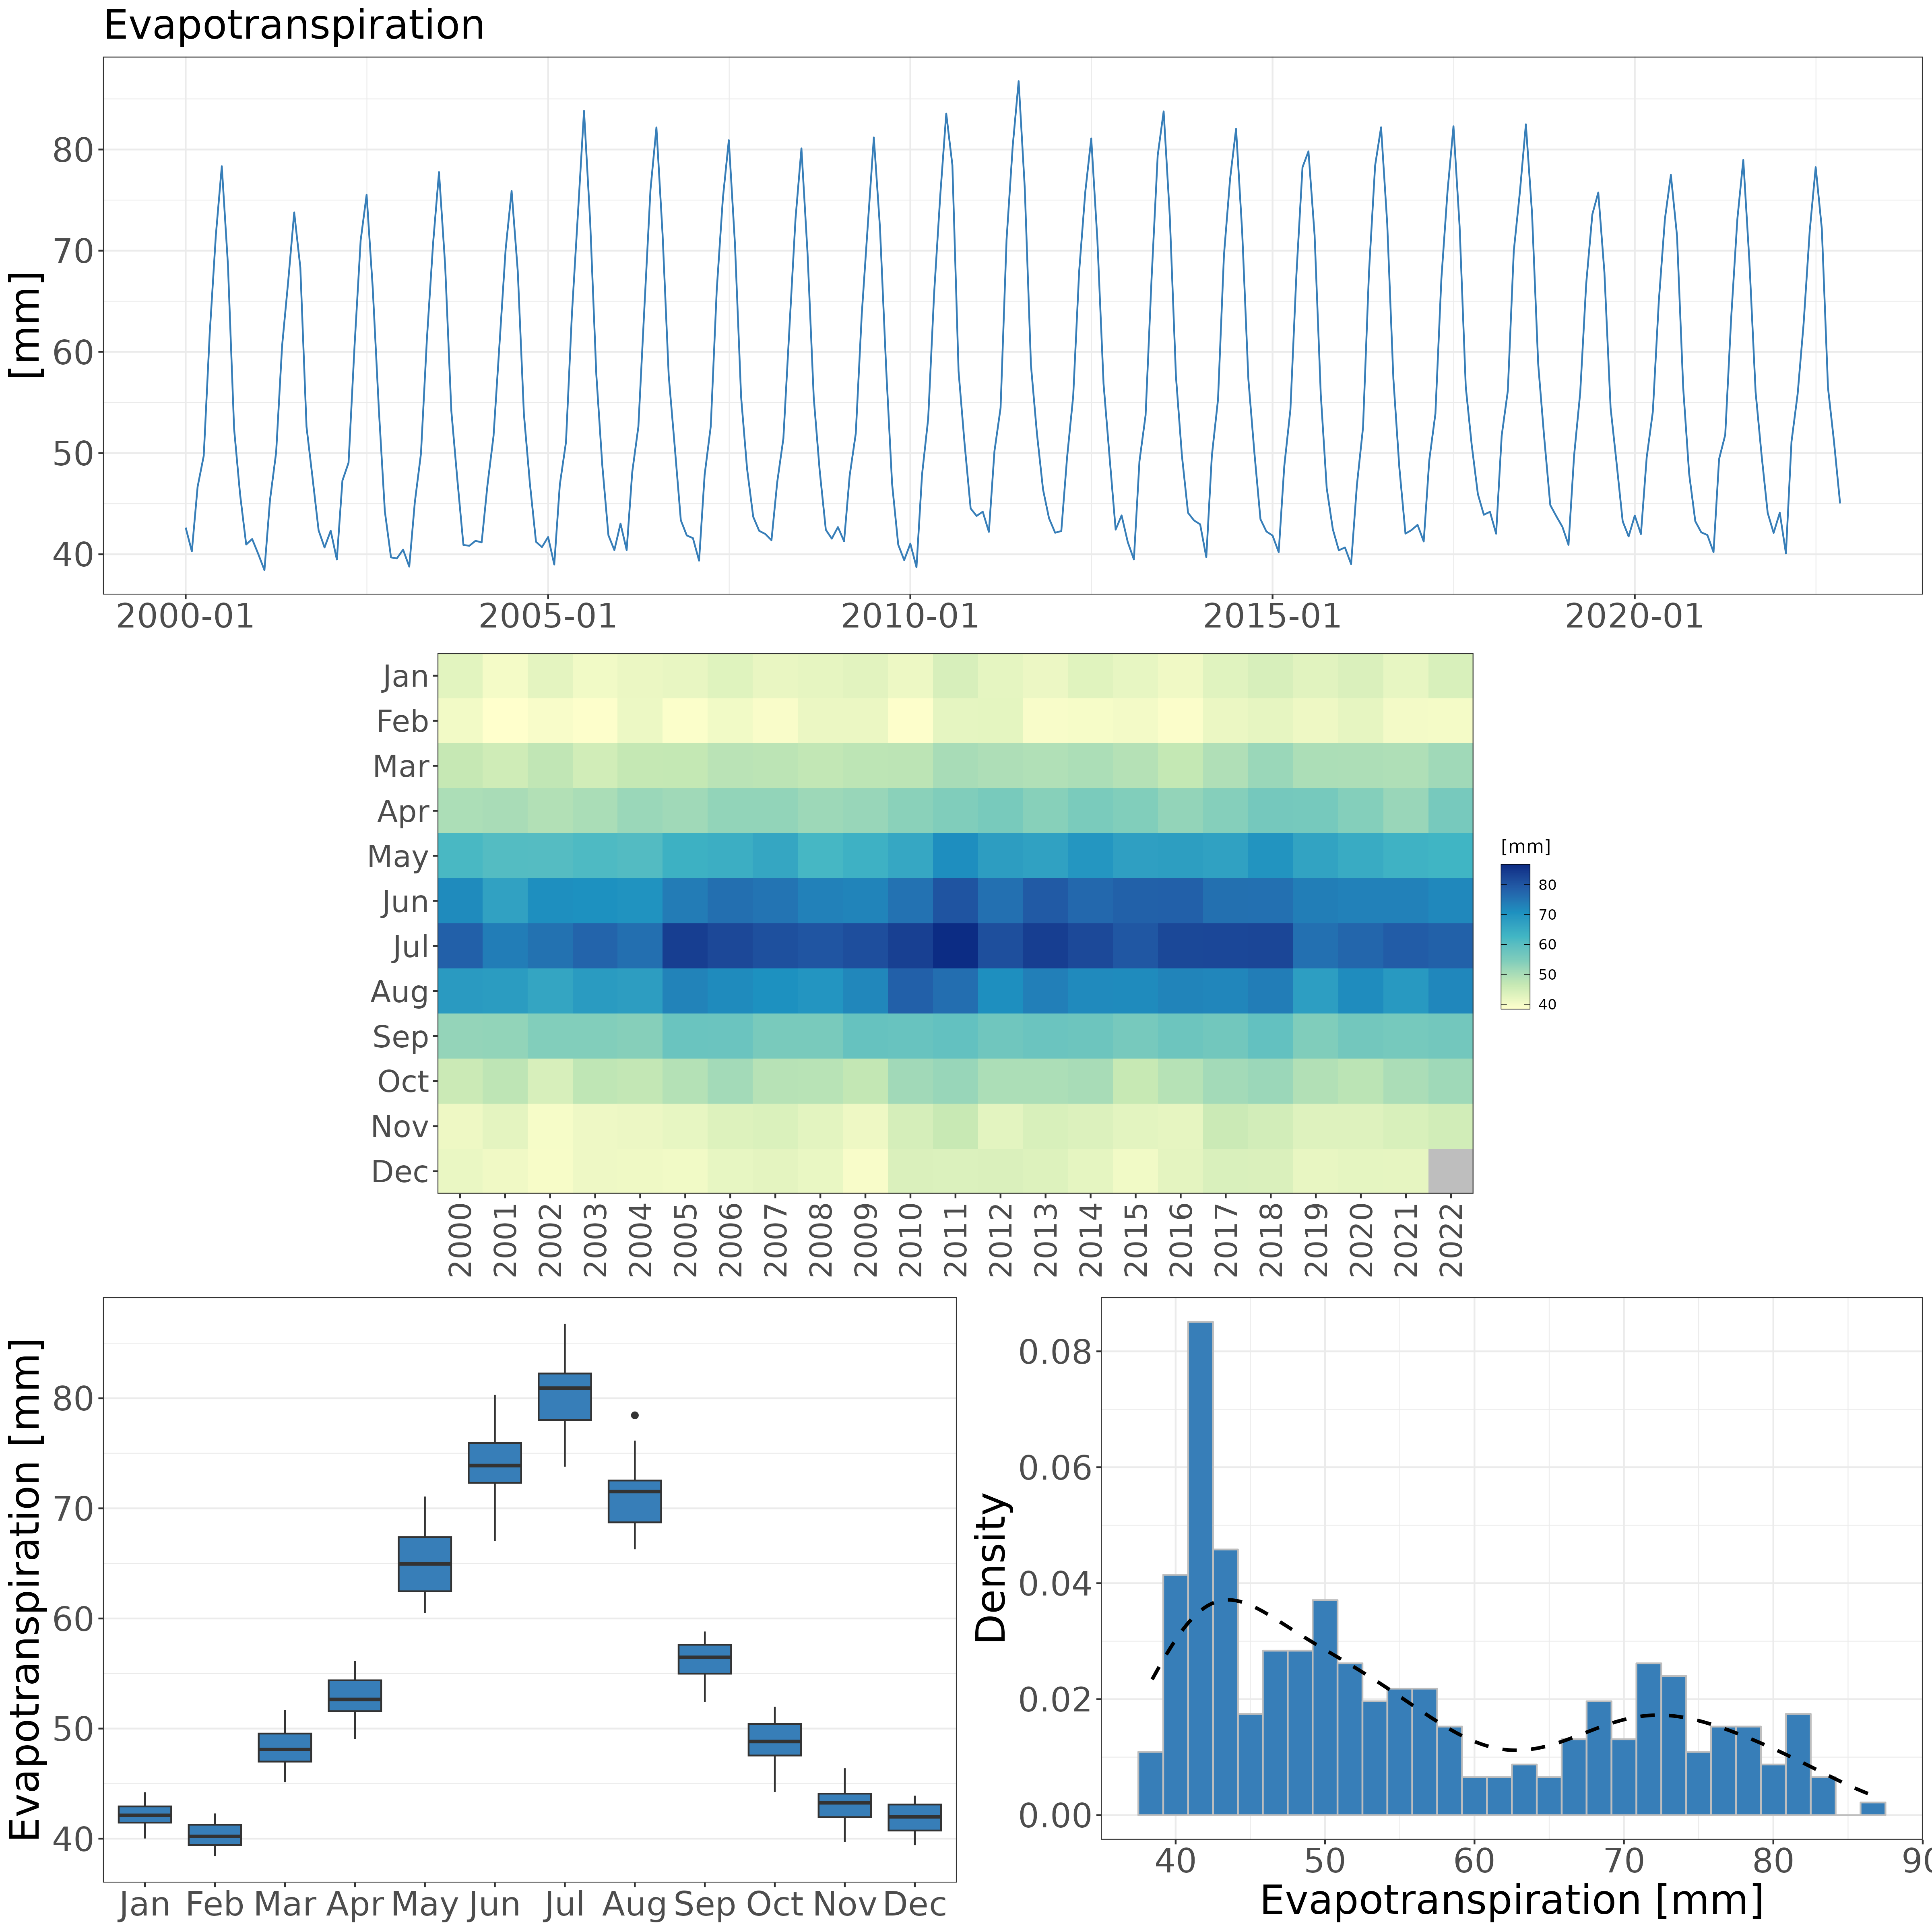 Evapotranspiration
[mm]
80
70
60
50
40
2000-01 2005-01 2010-01 2015-01 2020-01
Jan
Feb
Mar
Apr
May
Jun
Jul
Aug
Sep
Oct
Nov
Dec
2000 2001 2002 2003 2004 2005 2006 2007 2008 2009 2010 2011 2012 2013 2014 2015 2016 2017 2018 2019 2020 2021 2022
[mm]
80
70
60
50
40
Evapotranspiration [mm]
80
70
60
50
40
Jan Feb Mar Apr May Jun Jul Aug Sep Oct Nov Dec
Density
0.08
0.06
0.04
0.02
0.00
40 50 60 70 80 90
Evapotranspiration [mm]